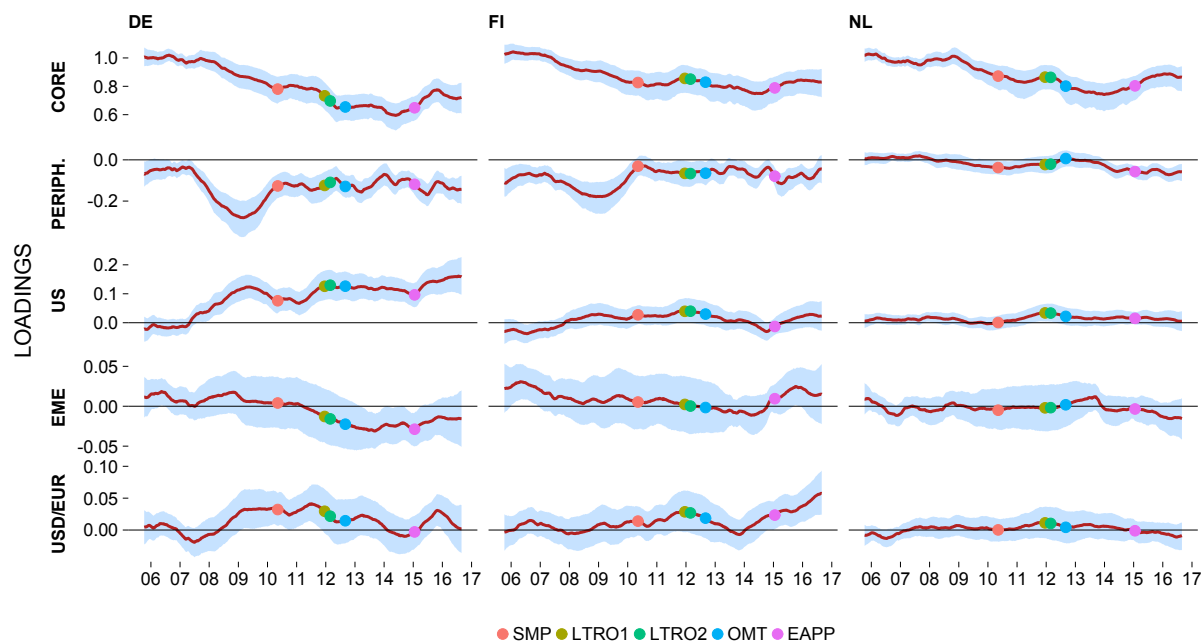 DE FI NL
LOADINGS
CORE
1.0
0.8
0.6
PERIPH.
0.0
-0.2
US
0.2
0.1
0.0
EME
0.05
0.00
-0.05
USD/EUR
0.10
0.05
0.00
06 07 08 09 10 11 12 13 14 15 16 17 06 07 08 09 10 11 12 13 14 15 16 17 06 07 08 09 10 11 12 13 14 15 16 17
SMP LTRO1 LTRO2 OMT EAPP